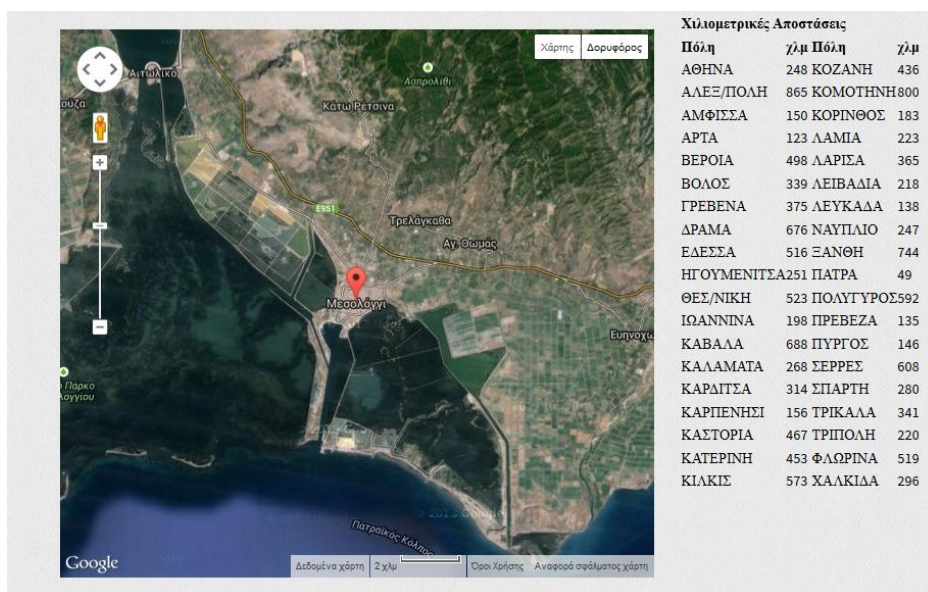 Χάρτης Δορυφόρος
Αιτωλικό
Ασπρολίθι
Κάτω Ρετσινα
E951
Τρελάγκαθα
Αγ. Θωμάς
Μεσολόγγι
Ευηνοχώ
Πάρκο
Πατραϊκός Κόλπος
Google
Δεδομένα χάρτη 2 χλμ Όροι Χρήσης Αναφορά σφάλματος χάρτη
Χιλιομετρικές Αποστάσεις
Πόλη χλμ Πόλη χλμ
ΑΘΗΝΑ 248 ΚΟΖΑΝΗ 436
ΑΛΕΞ/ΠΟΛΗ 865 ΚΟΜΟΤΗΝΗ 800
ΑΜΦΙΣΣΑ 150 ΚΟΡΙΝΘΟΣ 183
ΑΡΤΑ 123 ΛΑΜΙΑ 223
ΒΕΡΟΙΑ 498 ΛΑΡΙΣΑ 365
ΒΟΛΟΣ 339 ΛΕΙΒΑΔΙΑ 218
ΓΡΕΒΕΝΑ 375 ΛΕΥΚΑΔΑ 138
ΔΡΑΜΑ 676 ΝΑΥΠΛΙΟ 247
ΕΔΕΣΣΑ 516 ΞΑΝΘΗ 744
ΗΓΟΥΜΕΝΙΤΣΑ 251 ΠΑΤΡΑ 49
ΘΕΣ/ΝΙΚΗ 523 ΠΟΛΥΓΥΡΟΣ 592
ΙΩΑΝΝΙΝΑ 198 ΠΡΕΒΕΖΑ 135
ΚΑΒΑΛΑ 688 ΠΥΡΓΟΣ 146
ΚΑΛΑΜΑΤΑ 268 ΣΕΡΡΕΣ 608
ΚΑΡΔΙΤΣΑ 314 ΣΠΑΡΤΗ 280
ΚΑΡΠΕΝΗΣΙ 156 ΤΡΙΚΑΛΑ 341
ΚΑΣΤΟΡΙΑ 467 ΤΡΙΠΟΛΗ 220
ΚΑΤΕΡΙΝΗ 453 ΦΛΩΡΙΝΑ 519
ΚΙΛΚΙΣ 573 ΧΑΛΚΙΔΑ 296